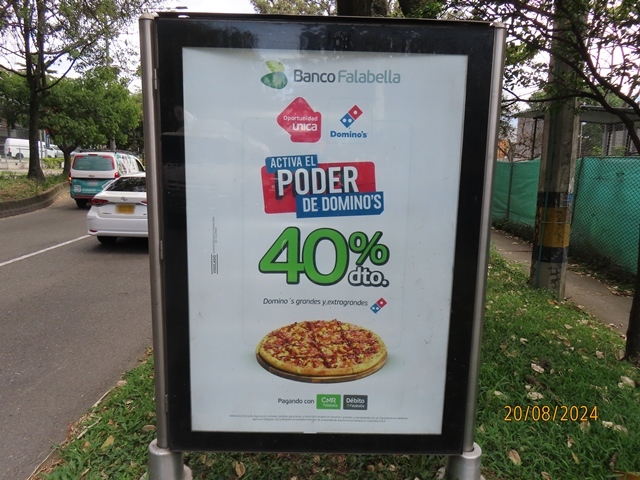 Banco Falabella
Oportunidad
única
Domino's
ACTIVA EL
PODER
DE DOMINO'S
40%
dto.
Domino´s grandes y extragrandes
Pagando con CMR Débito
20/08/2024